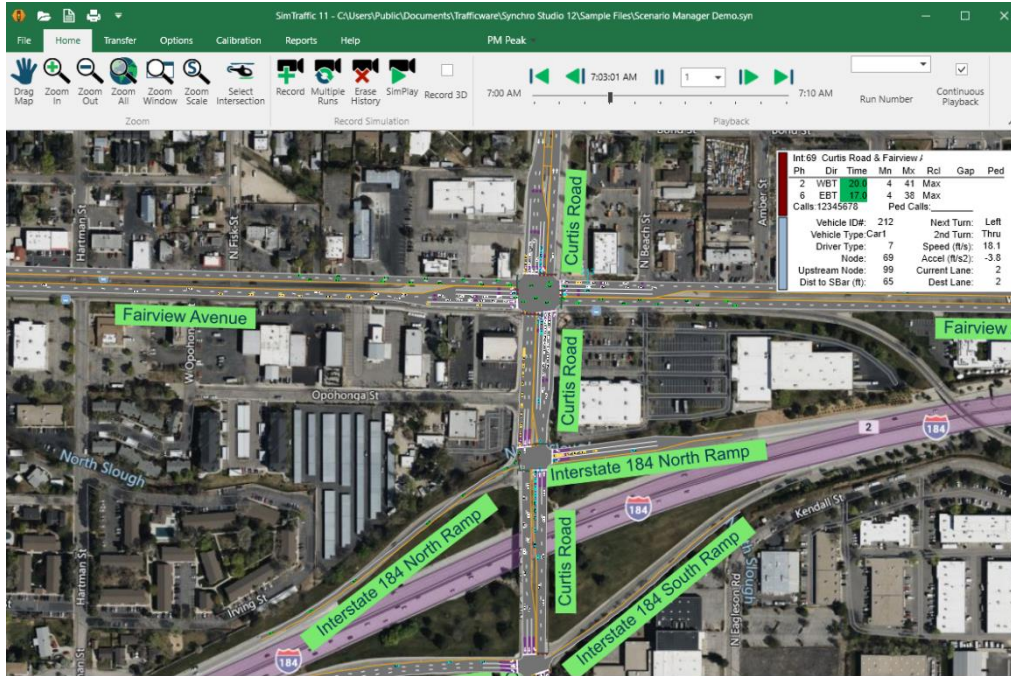 SimTraffic 11 - C:\Users\Public\Documents\Trafficware\Synchro Studio 12\Sample Files\Scenario Manager Demo.syn
File Home Transfer Options Calibration Reports Help PM Peak
Drag Map
Zoom In
Zoom Out
Zoom All
Zoom Window
Zoom Scale
Select Intersection
Record
Multiple Runs
Erase History
SimPlay
Record 3D
7:00 AM
7:03:01 AM
1
7:10 AM
Run Number
Continuous Playback
Zoom
Record Simulation
Playback
Int:69 Curtis Road & Fairview
Ph Dir Time Mn Mx Rcl Gap Ped
2 WBT 20.0 4 41 Max
6 EBT 17.0 4 38 Max
Calls:12345678 Ped Calls:
Vehicle ID#: 212 Next Turn: Left
Vehicle Type:Car1 2nd Turn: Thru
Driver Type: 7 Speed (ft/s): 18.1
Node: 69 Accel (ft/s2): -3.8
Upstream Node: 99 Current Lane: 2
Dist to SBar (ft): 65 Dest Lane: 2
Hartman St
N Fisk St
Curtis Road
N Beach St
Amber St
Fairview Avenue
Fairview
Curtis Road
Opohonga St
North Slough
2
184
Interstate 184 North Ramp
184
Kendall St
Interstate 184 North Ramp
Curtis Road
Interstate 184 South Ramp
Hartman St
Irving St
N Eagleson Rd
184